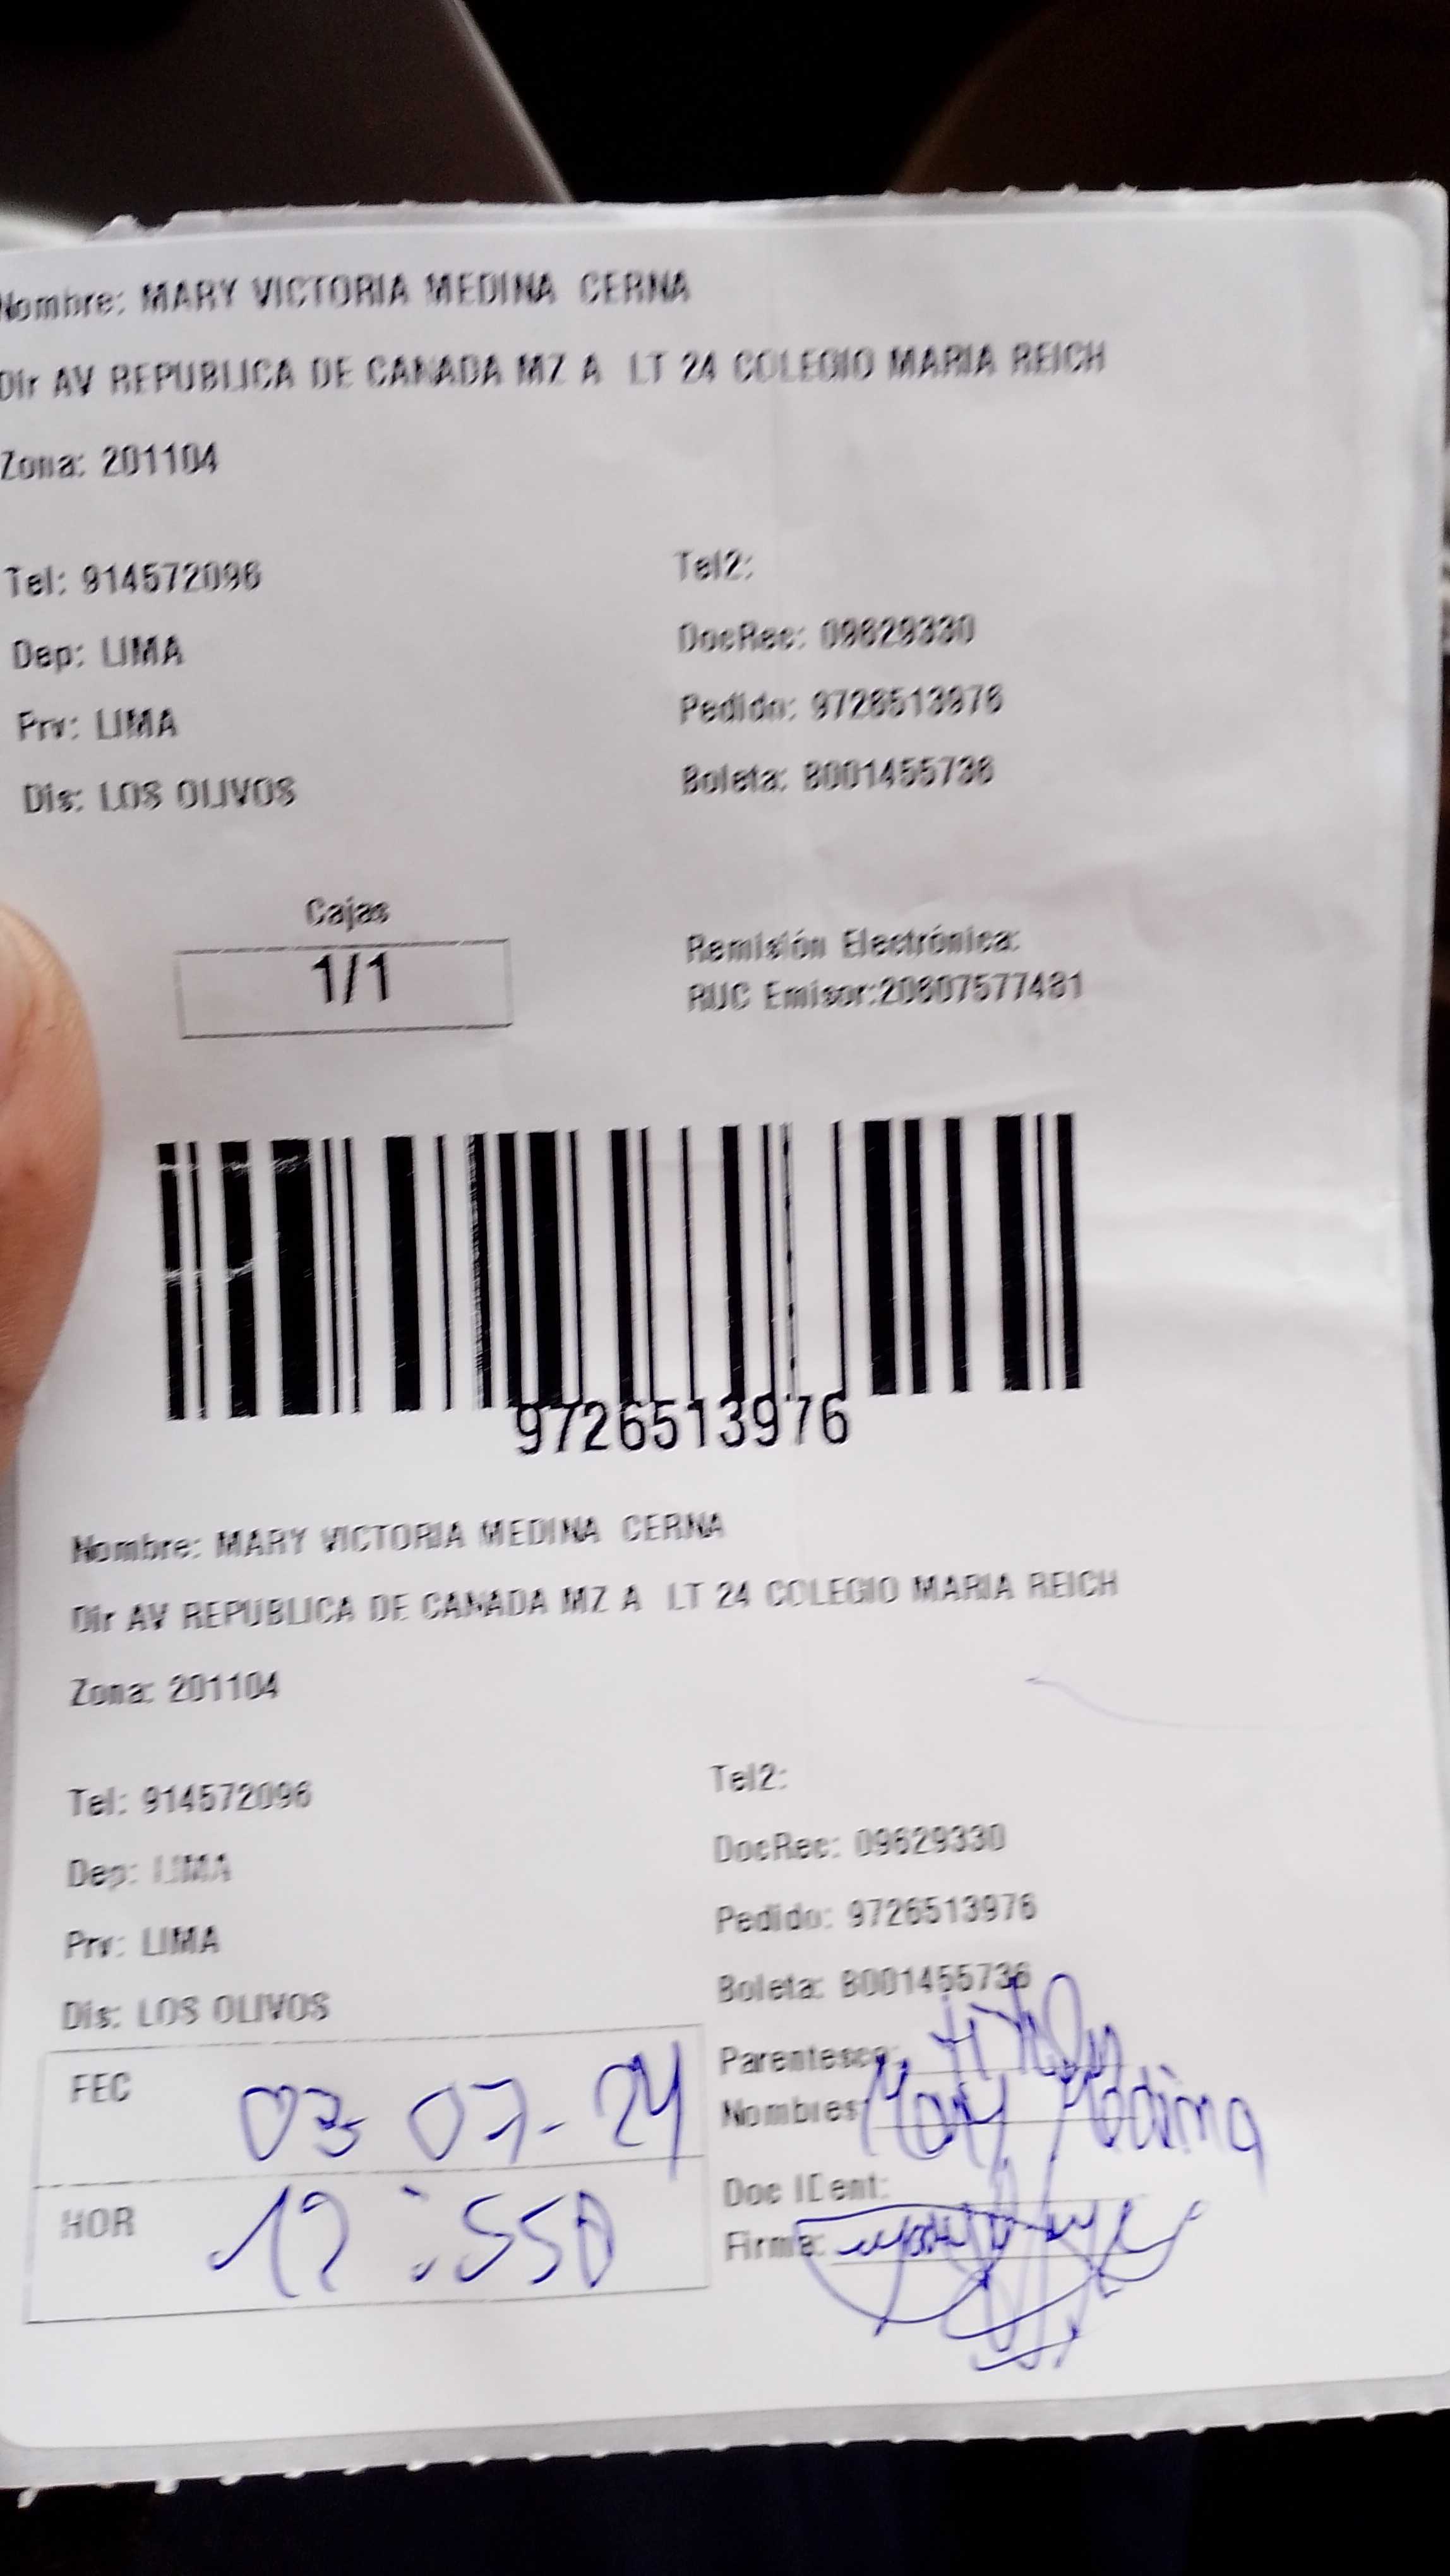 Nombre: MARY VICTORIA MEDINA CERNA
Dir AV REPUBLICA DE CANADA MZ A LT 24 COLEGIO MARIA REICH
Zona: 201104
Tel: 914572096
Tel2:
Dep: LIMA
DocRec: 09629330
Prv: LIMA
Pedido: 9726513976
Dis: LOS OLIVOS
Boleta: B001455736
Cajas
1/1
Remisión Electrónica:
RUC Emisor:20607577481
9726513976
Nombre: MARY VICTORIA MEDINA CERNA
Dir AV REPUBLICA DE CANADA MZ A LT 24 COLEGIO MARIA REICH
Zona: 201104
Tel: 914572096
Tel2:
Dep: LIMA
DocRec: 09629330
Prv: LIMA
Pedido: 9726513976
Dis: LOS OLIVOS
Boleta: B001455736
Parentesco:
FEC 03-07-24
Nombres: Mary Medina
Doc IDent:
HOR
Firma: